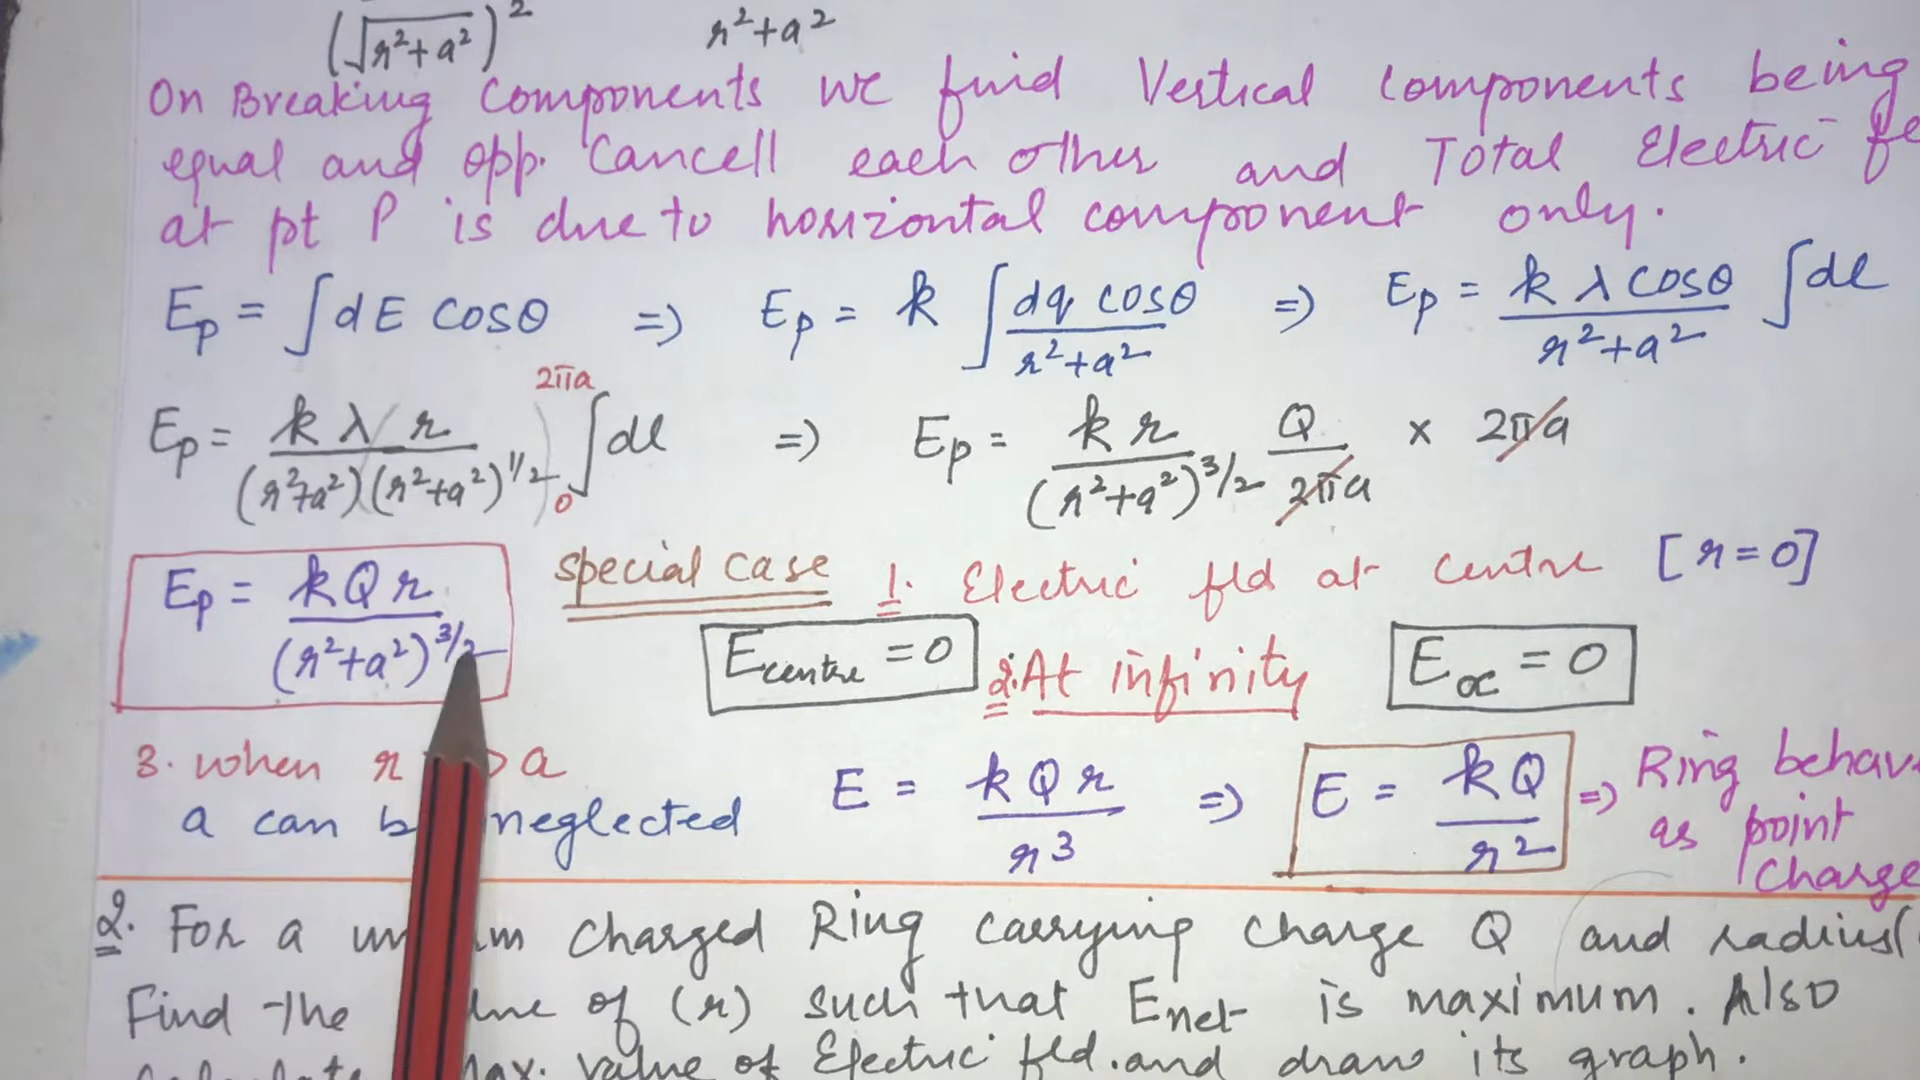 (√r²+a²)² r²+a²
On Breaking Components we find Vertical components being
equal and opp. Cancell each other and Total Electric fe
at pt P is due to horizontal component only.
Ep = ∫dE Cosθ => Ep = k ∫ dq cosθ / r²+a² => Ep = k λ cosθ / r²+a² ∫dl
Ep = k λ r / (r²+a²)(r²+a²)^1/2 ∫₀^2πa dl => Ep = k r / (r²+a²)^3/2 Q / 2πa × 2πa
Ep = kQr / (r²+a²)^3/2 special case 1. Electric fld at centre [r=0]
Ecentre = 0 2. At infinity E∝ = 0
3. when r > a
a can b neglected E = kQr / r³ => E = kQ / r² => Ring behav
as point
charge
2. For a un m charged Ring carrying charge Q and radius(
Find the lue of (r) such that Enet is maximum. Also
Calculate max. value of Electric fld. and draw its graph.